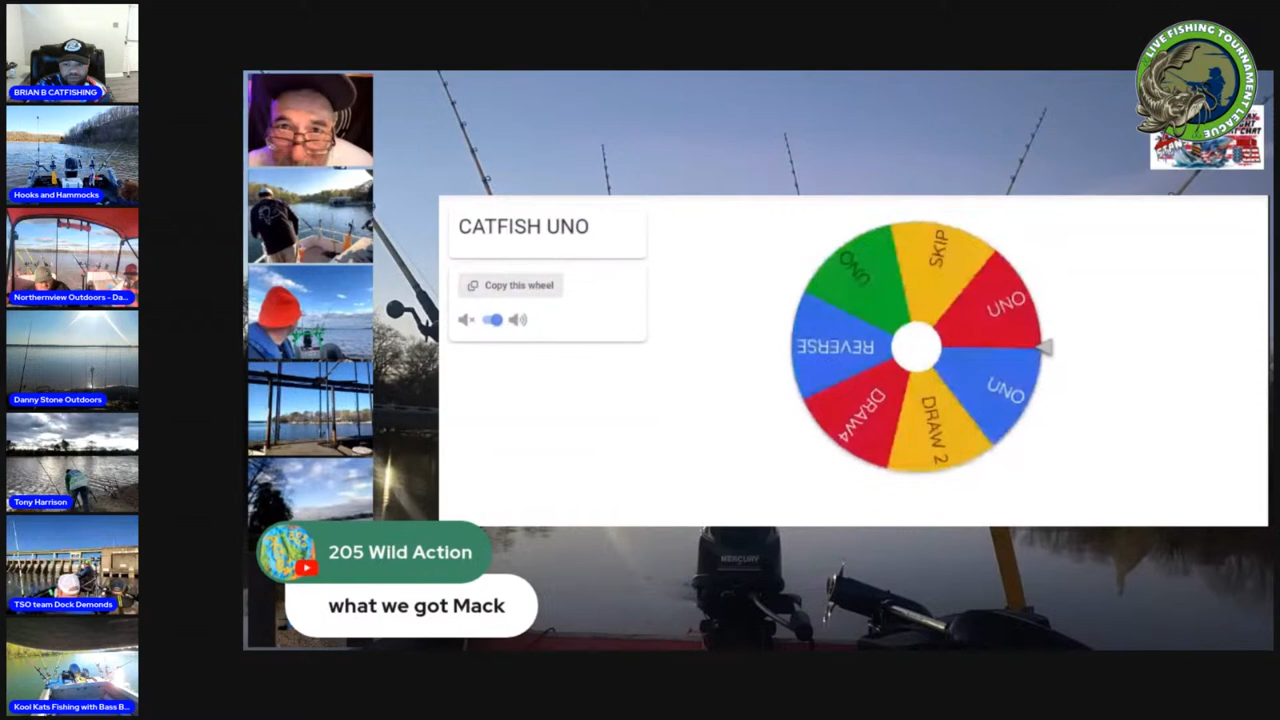 BRIAN B CATFISHING
Hooks and Hammocks
Northernview Outdoors - Da...
Danny Stone Outdoors
Tony Harrison
TSO team Dock Demonds
Kool Kats Fishing with Bass B...
LIVE FISHING TOURNAMENT LEAGUE
CATFISH UNO
Copy this wheel
UNO
SKIP
UNO
UNO
DRAW 2
DRAW4
REVERSE
MERCURY
205 Wild Action
what we got Mack